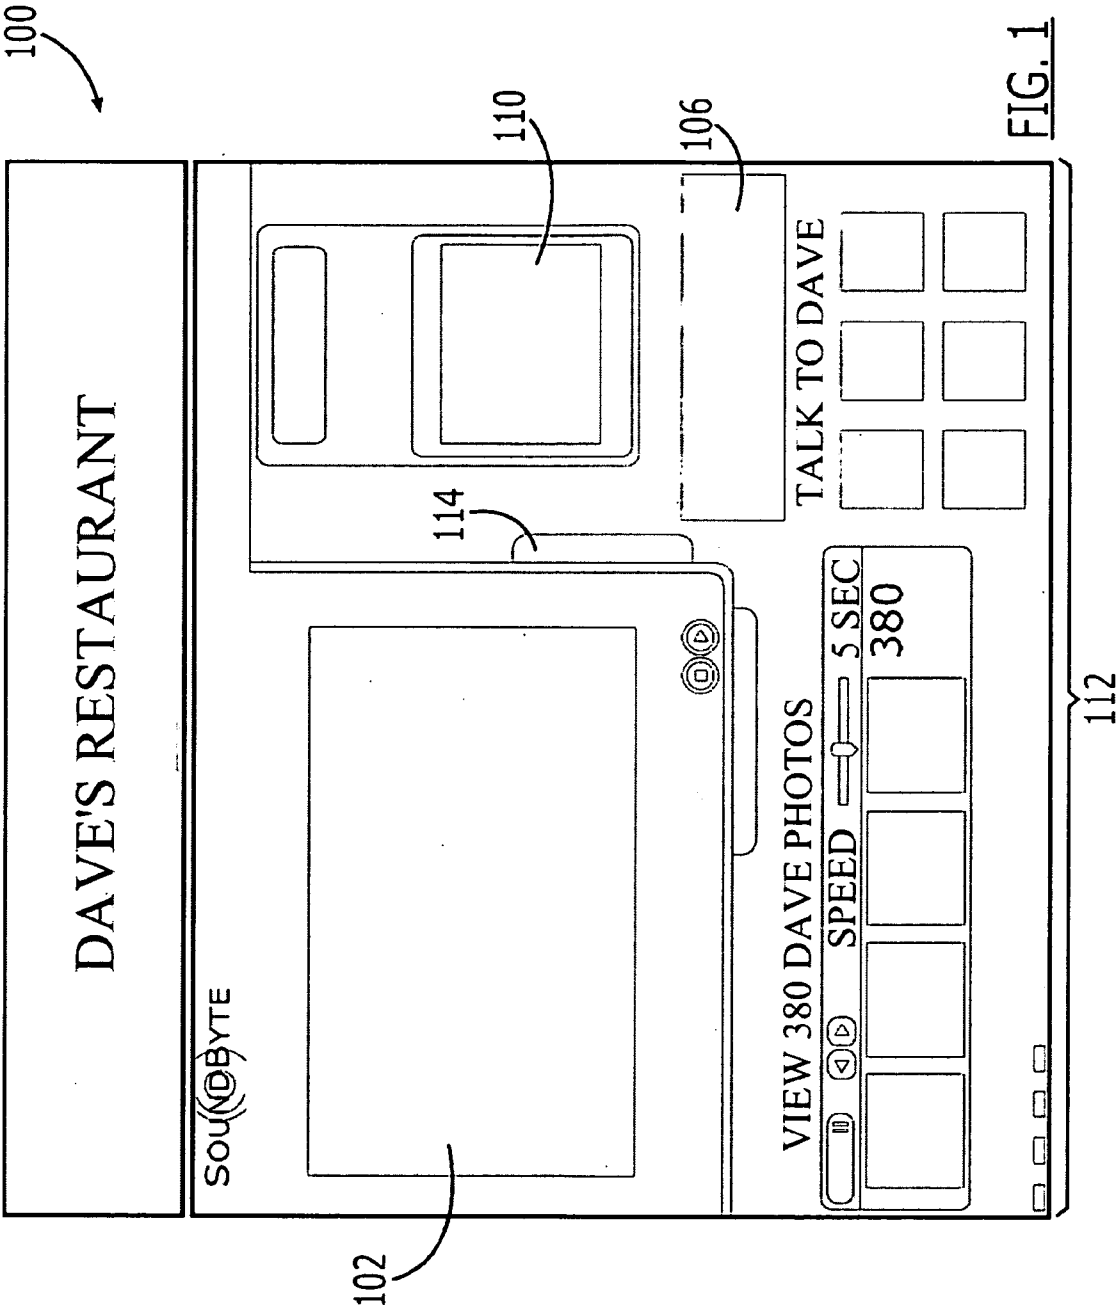 100
DAVE'S RESTAURANT
SOUNDBYTE
110
114
102
106
VIEW 380 DAVE PHOTOS
TALK TO DAVE
SPEED 5 SEC
380
112
FIG. 1